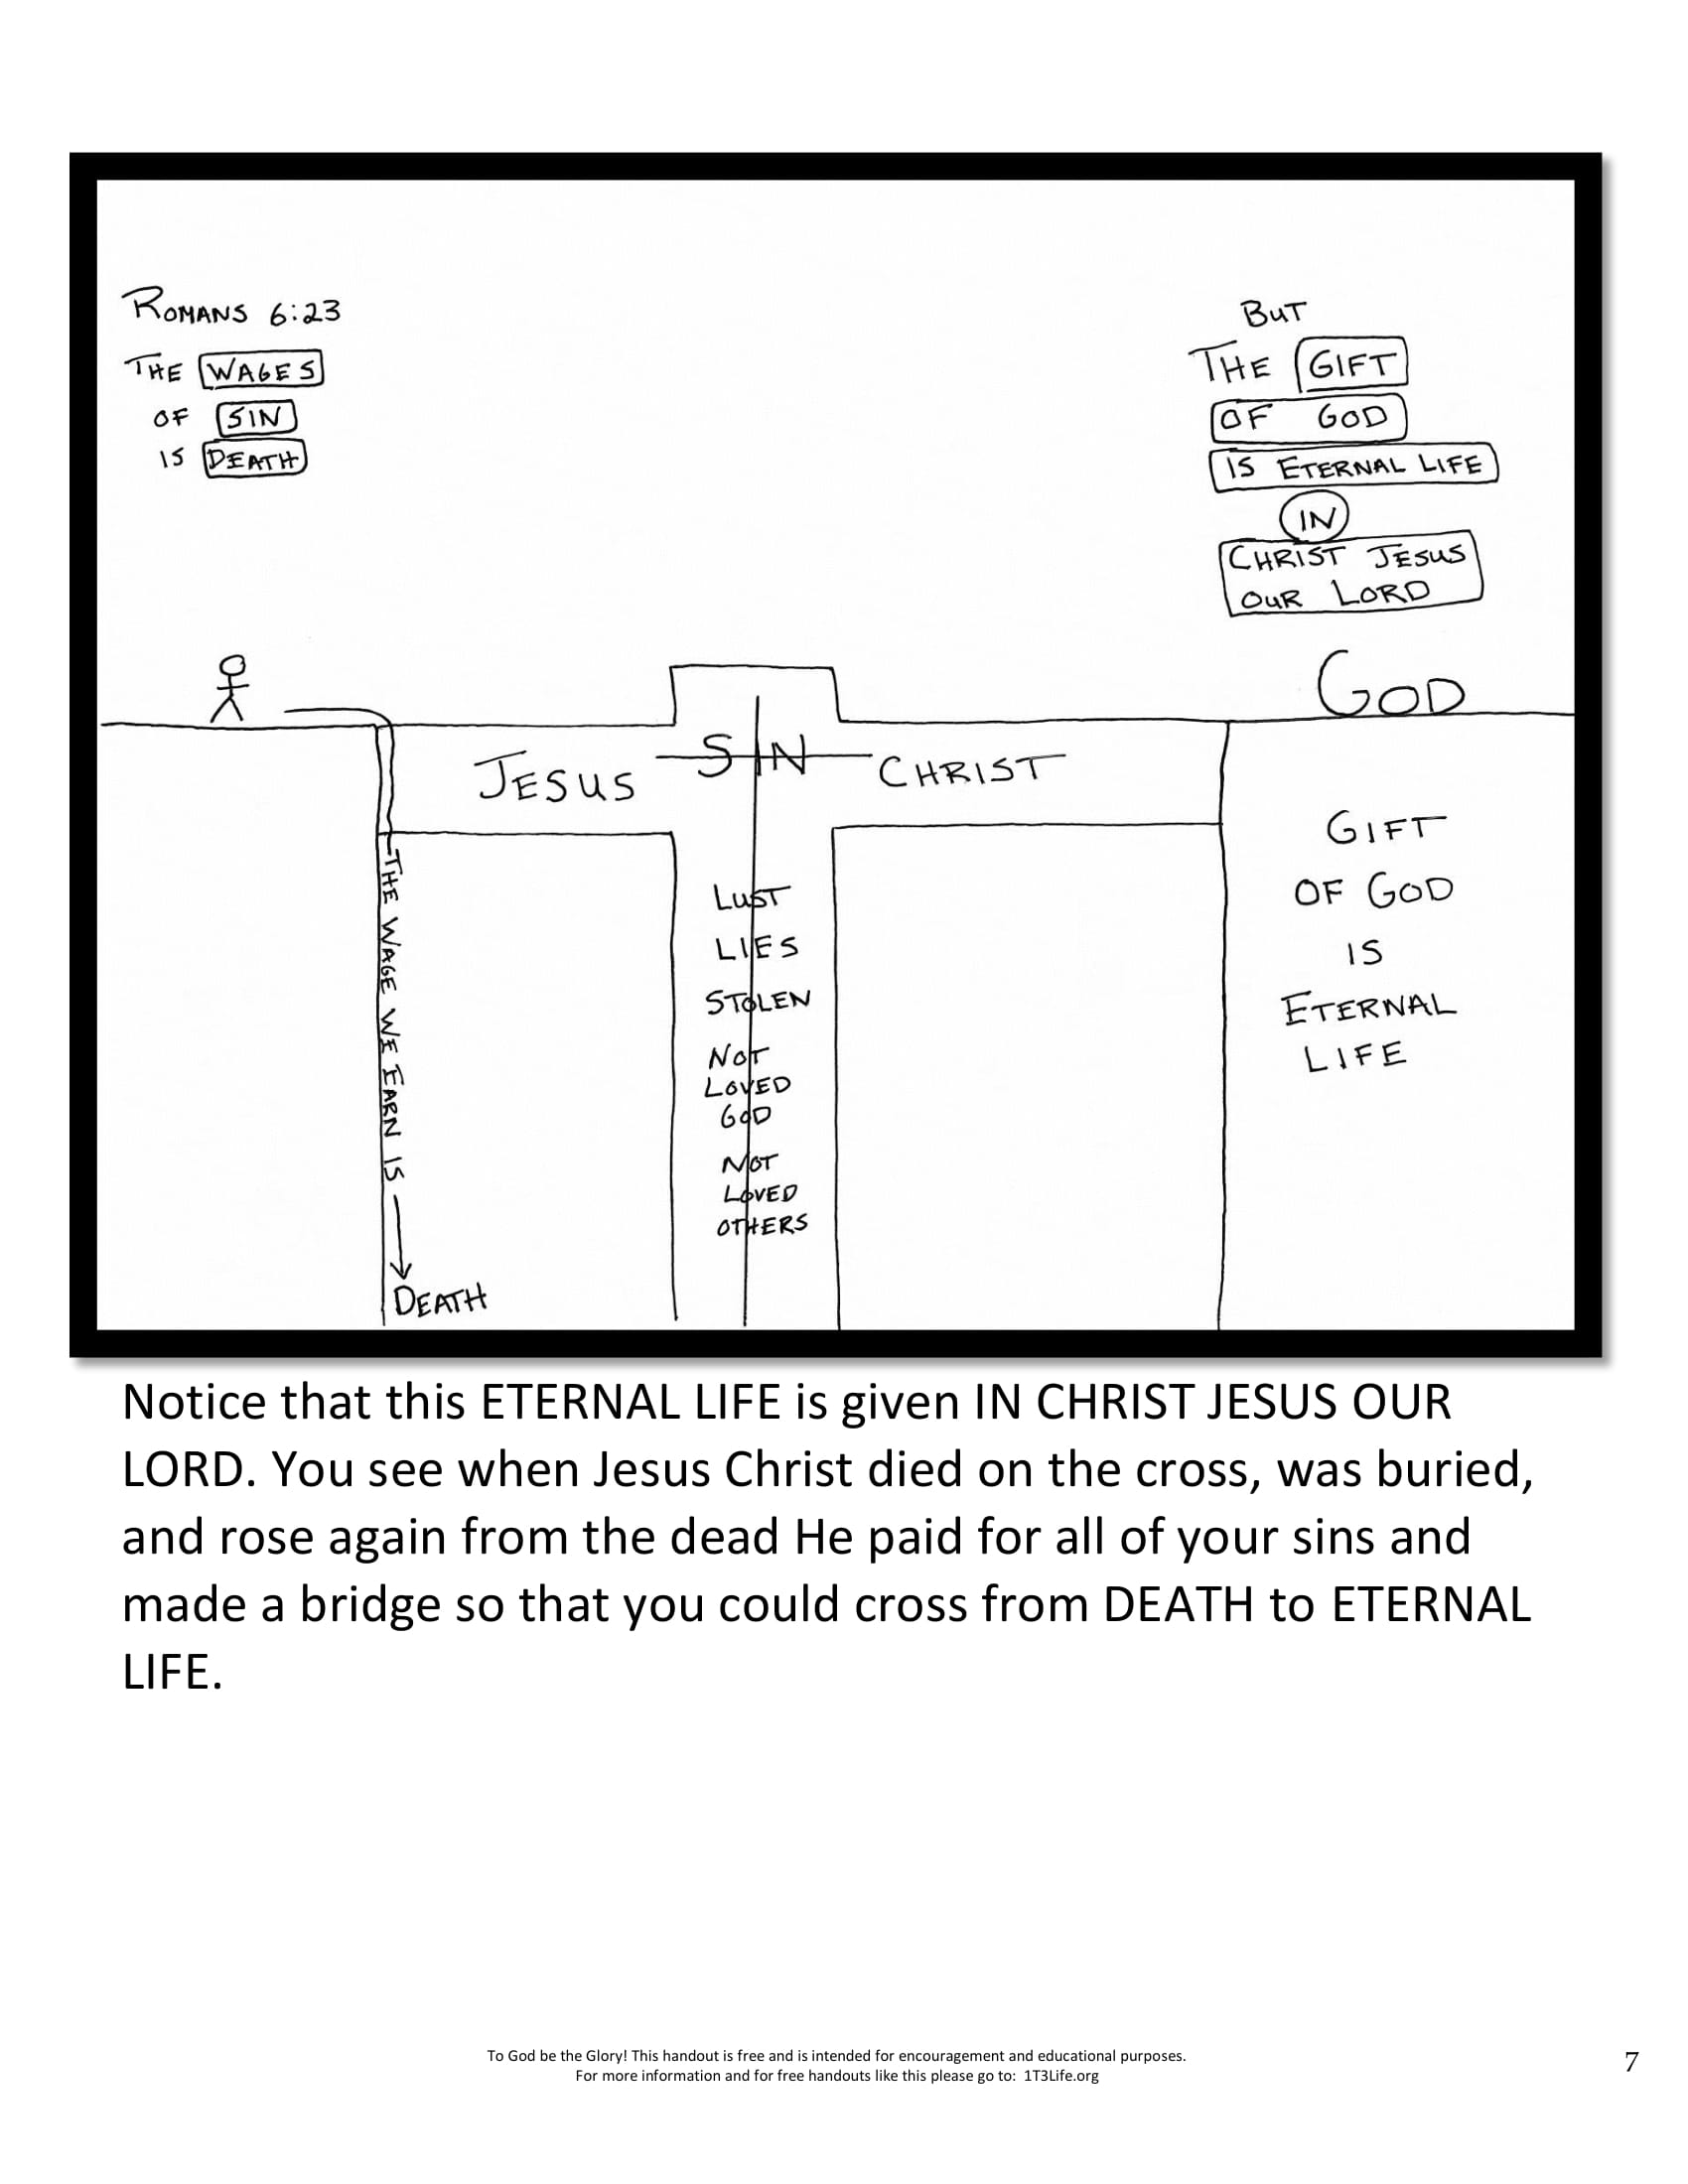 ROMANS 6:23
THE WAGES
OF SIN
IS DEATH
BUT
THE GIFT
OF GOD
IS ETERNAL LIFE
IN
CHRIST JESUS
OUR LORD
GOD
JESUS
SIN
CHRIST
THE WAGE WE EARN IS
DEATH
LUST
LIES
STOLEN
NOT
LOVED
GOD
NOT
LOVED
OTHERS
GIFT
OF GOD
IS
ETERNAL
LIFE
Notice that this ETERNAL LIFE is given IN CHRIST JESUS OUR
LORD. You see when Jesus Christ died on the cross, was buried,
and rose again from the dead He paid for all of your sins and
made a bridge so that you could cross from DEATH to ETERNAL
LIFE.
To God be the Glory! This handout is free and is intended for encouragement and educational purposes.
For more information and for free handouts like this please go to: 1T3Life.org
7